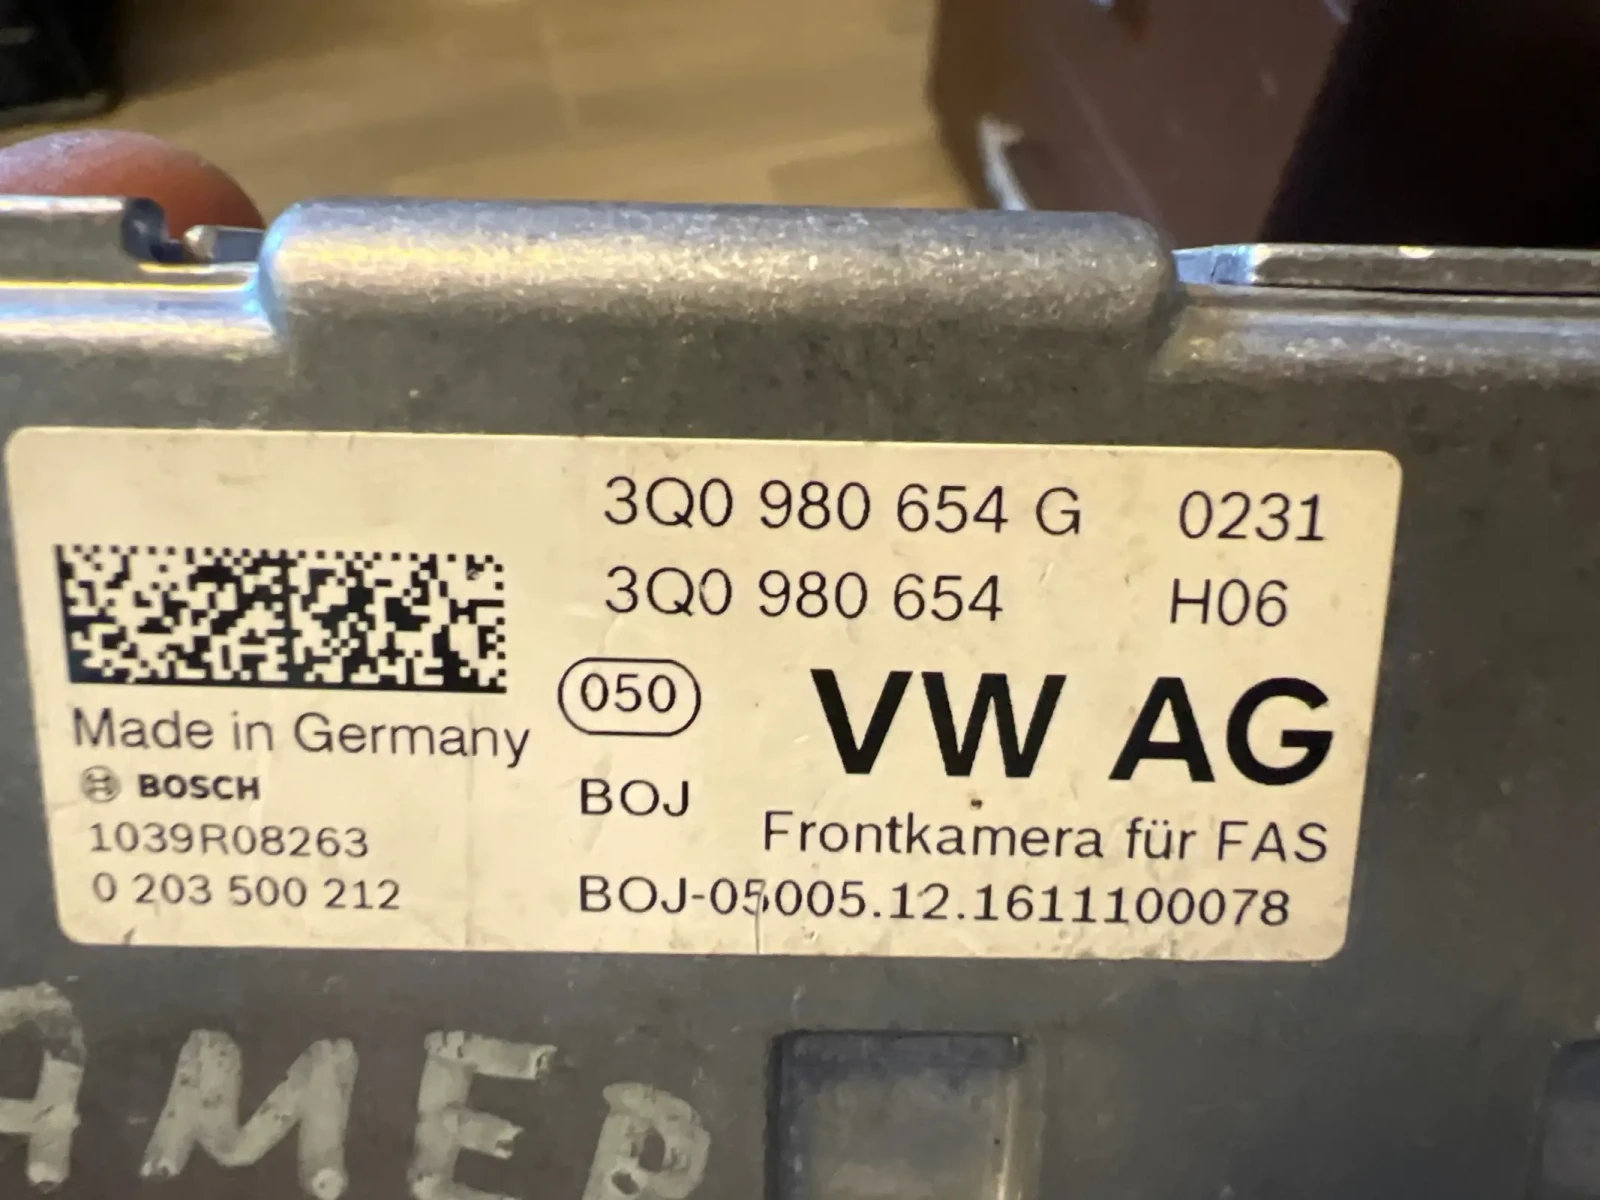 3Q0 980 654 G 0231
3Q0 980 654 H06
050
VW AG
Made in Germany
BOSCH
BOJ
Frontkamera für FAS
1039R08263
0 203 500 212
BOJ-05005.12.1611100078
AMEP